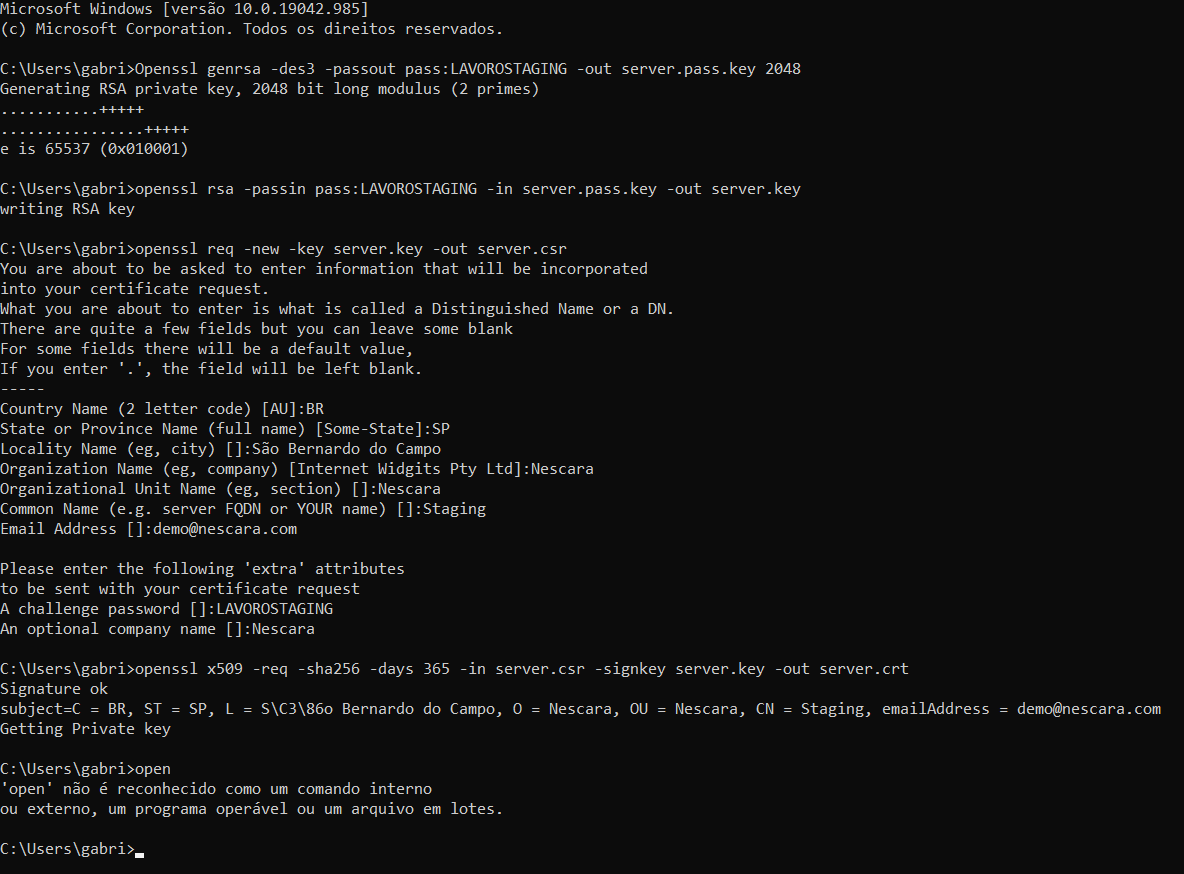 Microsoft Windows [versão 10.0.19042.985]
(c) Microsoft Corporation. Todos os direitos reservados.
C:\Users\gabri>Openssl genrsa -des3 -passout pass:LAVOROSTAGING -out server.pass.key 2048
Generating RSA private key, 2048 bit long modulus (2 primes)
...........+++++
................+++++
e is 65537 (0x010001)
C:\Users\gabri>openssl rsa -passin pass:LAVOROSTAGING -in server.pass.key -out server.key
writing RSA key
C:\Users\gabri>openssl req -new -key server.key -out server.csr
You are about to be asked to enter information that will be incorporated
into your certificate request.
What you are about to enter is what is called a Distinguished Name or a DN.
There are quite a few fields but you can leave some blank
For some fields there will be a default value,
If you enter '.', the field will be left blank.
-----
Country Name (2 letter code) [AU]:BR
State or Province Name (full name) [Some-State]:SP
Locality Name (eg, city) []:São Bernardo do Campo
Organization Name (eg, company) [Internet Widgits Pty Ltd]:Nescara
Organizational Unit Name (eg, section) []:Nescara
Common Name (e.g. server FQDN or YOUR name) []:Staging
Email Address []:demo@nescara.com
Please enter the following 'extra' attributes
to be sent with your certificate request
A challenge password []:LAVOROSTAGING
An optional company name []:Nescara
C:\Users\gabri>openssl x509 -req -sha256 -days 365 -in server.csr -signkey server.key -out server.crt
Signature ok
subject=C = BR, ST = SP, L = S\C3\86o Bernardo do Campo, O = Nescara, OU = Nescara, CN = Staging, emailAddress = demo@nescara.com
Getting Private key
C:\Users\gabri>open
'open' não é reconhecido como um comando interno
ou externo, um programa operável ou um arquivo em lotes.
C:\Users\gabri>